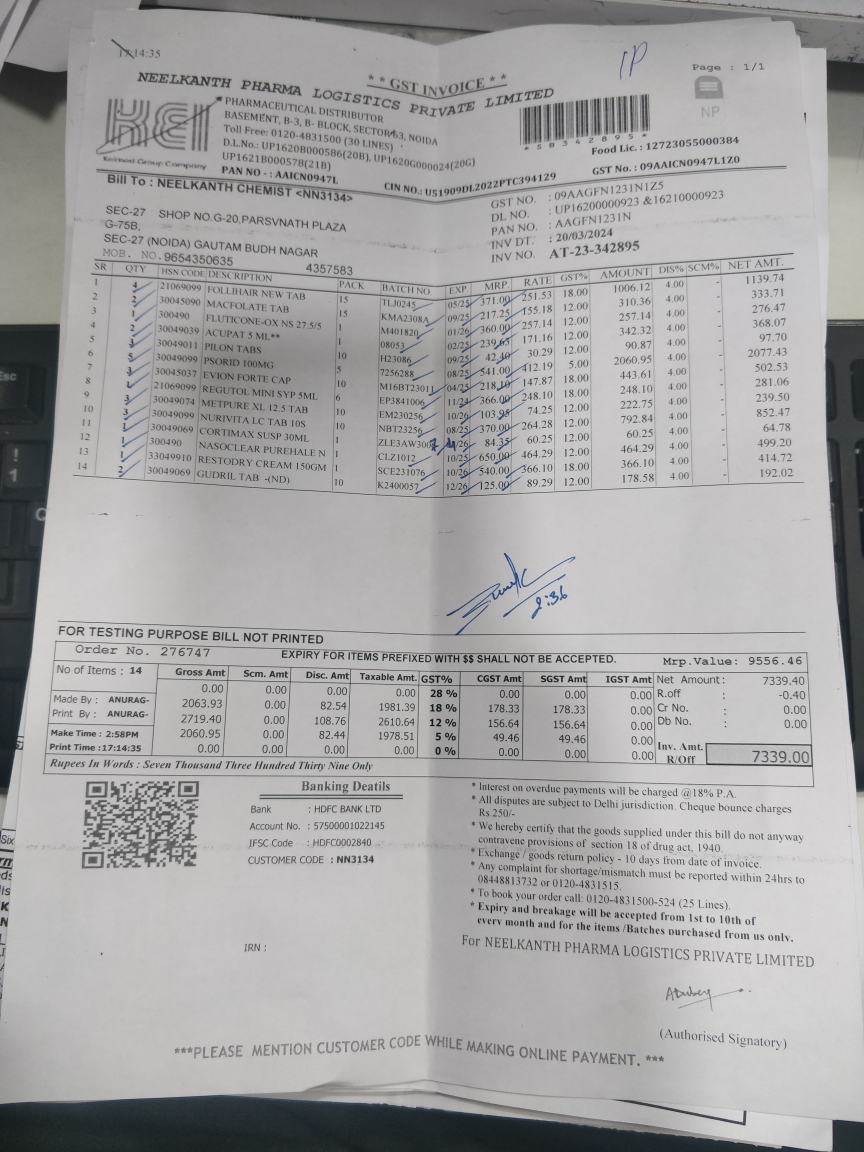 17:14:35
* * GST INVOICE * *
1P
Page : 1/1
NEELKANTH PHARMA LOGISTICS PRIVATE LIMITED
KEI
PHARMACEUTICAL DISTRIBUTOR
NP
BASEMENT, B-3, B- BLOCK, SECTOR 63, NOIDA
*5B342895*
Toll Free: 0120-4831500 (30 LINES)
D.L.No.: UP1620B000586(20B), UP1620G000024(20G)
Food Lic. : 12723055000384
Group Company
UP1621B000578(21B)
PAN NO - : AAICN0947L
CIN NO.: U51909DL2022PTC394129
GST No. : 09AAICN0947L1Z0
Bill To : NEELKANTH CHEMIST <NN3134>
GST NO. : 09AAGFN1231N1Z5
DL NO. : UP16200000923 &16210000923
SEC-27 SHOP NO.G-20,PARSVNATH PLAZA
PAN NO. : AAGFN1231N
G-75B,
INV DT. : 20/03/2024
SEC-27 (NOIDA) GAUTAM BUDH NAGAR
INV NO. AT-23-342895
MOB. NO.9654350635 4357583
SR QTY HSN CODE DESCRIPTION PACK BATCH NO EXP. MRP. RATE GST% AMOUNT DIS% SCM% NET AMT.
1 4 21069099 FOLLIHAIR NEW TAB 15 TLJ0245 05/25 371.00 251.53 18.00 1006.12 4.00 - 1139.74
2 2 30045090 MACFOLATE TAB 15 KMA2308A 09/25 217.25 155.18 12.00 310.36 4.00 - 333.71
3 1 300490 FLUTICONE-OX NS 27.5/5 1 M401820 01/26 360.00 257.14 12.00 257.14 4.00 - 276.47
4 2 30049039 ACUPAT 5 ML** 1 08053 02/25 239.65 171.16 12.00 342.32 4.00 - 368.07
5 3 30049011 PILON TABS 10 H23086 09/25 42.40 30.29 12.00 90.87 4.00 - 97.70
6 5 30049099 PSORID 100MG 5 7256288 08/25 541.00 412.19 5.00 2060.95 4.00 - 2077.43
7 3 30045037 EVION FORTE CAP 10 M16BT23011 04/25 218.10 147.87 18.00 443.61 4.00 - 502.53
8 1 21069099 REGUTOL MINI SYP 5ML 6 EP3841006 11/24 366.00 248.10 12.00 248.10 4.00 - 281.06
9 3 30049074 METPURE XL 12.5 TAB 10 EM230256 10/26 103.95 74.25 12.00 222.75 4.00 - 239.50
10 3 30049099 NURIVITA LC TAB 10S 10 NBT23256 08/25 370.00 264.28 12.00 792.84 4.00 - 852.47
11 1 30049069 CORTIMAX SUSP 30ML 1 ZLE3AW3007 /26 84.35 60.25 12.00 60.25 4.00 - 64.78
12 1 300490 NASOCLEAR PUREHALE N 1 CLZ1012 10/25 650.00 464.29 12.00 464.29 4.00 - 499.20
13 1 33049910 RESTODRY CREAM 150GM 1 SCE231076 10/26 540.00 366.10 18.00 366.10 4.00 - 414.72
14 2 30049069 GUDRIL TAB -(ND) 10 K2400057 12/26 125.00 89.29 12.00 178.58 4.00 - 192.02
2:36
FOR TESTING PURPOSE BILL NOT PRINTED
Order No. 276747 EXPIRY FOR ITEMS PREFIXED WITH $$ SHALL NOT BE ACCEPTED. Mrp.Value: 9556.46
No of Items : 14 Gross Amt Scm. Amt Disc. Amt Taxable Amt. GST% CGST Amt SGST Amt IGST Amt Net Amount: 7339.40
0.00 0.00 0.00 0.00 28 % 0.00 0.00 0.00 R.off : -0.40
Made By : ANURAG- 2063.93 0.00 82.54 1981.39 18 % 178.33 178.33 0.00 Cr No. : 0.00
Print By : ANURAG- 2719.40 0.00 108.76 2610.64 12 % 156.64 156.64 0.00 Db No. : 0.00
Make Time : 2:58PM 2060.95 0.00 82.44 1978.51 5 % 49.46 49.46 0.00
Print Time :17:14:35 0.00 0.00 0.00 0.00 0 % 0.00 0.00 0.00 Inv. Amt. R/Off 7339.00
Rupees In Words : Seven Thousand Three Hundred Thirty Nine Only
Banking Deatils
Bank : HDFC BANK LTD
Account No. : 57500001022145
IFSC Code : HDFC0002840
CUSTOMER CODE : NN3134
* Interest on overdue payments will be charged @18% P.A.
* All disputes are subject to Delhi jurisdiction. Cheque bounce charges
Rs.250/-
* We hereby certify that the goods supplied under this bill do not anyway
contravene provisions of section 18 of drug act, 1940.
* Exchange / goods return policy - 10 days from date of invoice.
* Any complaint for shortage/mismatch must be reported within 24hrs to
08448813732 or 0120-4831515.
* To book your order call: 0120-4831500-524 (25 Lines).
* Expiry and breakage will be accepted from 1st to 10th of
every month and for the items /Batches purchased from us only.
IRN :
For NEELKANTH PHARMA LOGISTICS PRIVATE LIMITED
(Authorised Signatory)
***PLEASE MENTION CUSTOMER CODE WHILE MAKING ONLINE PAYMENT. ***